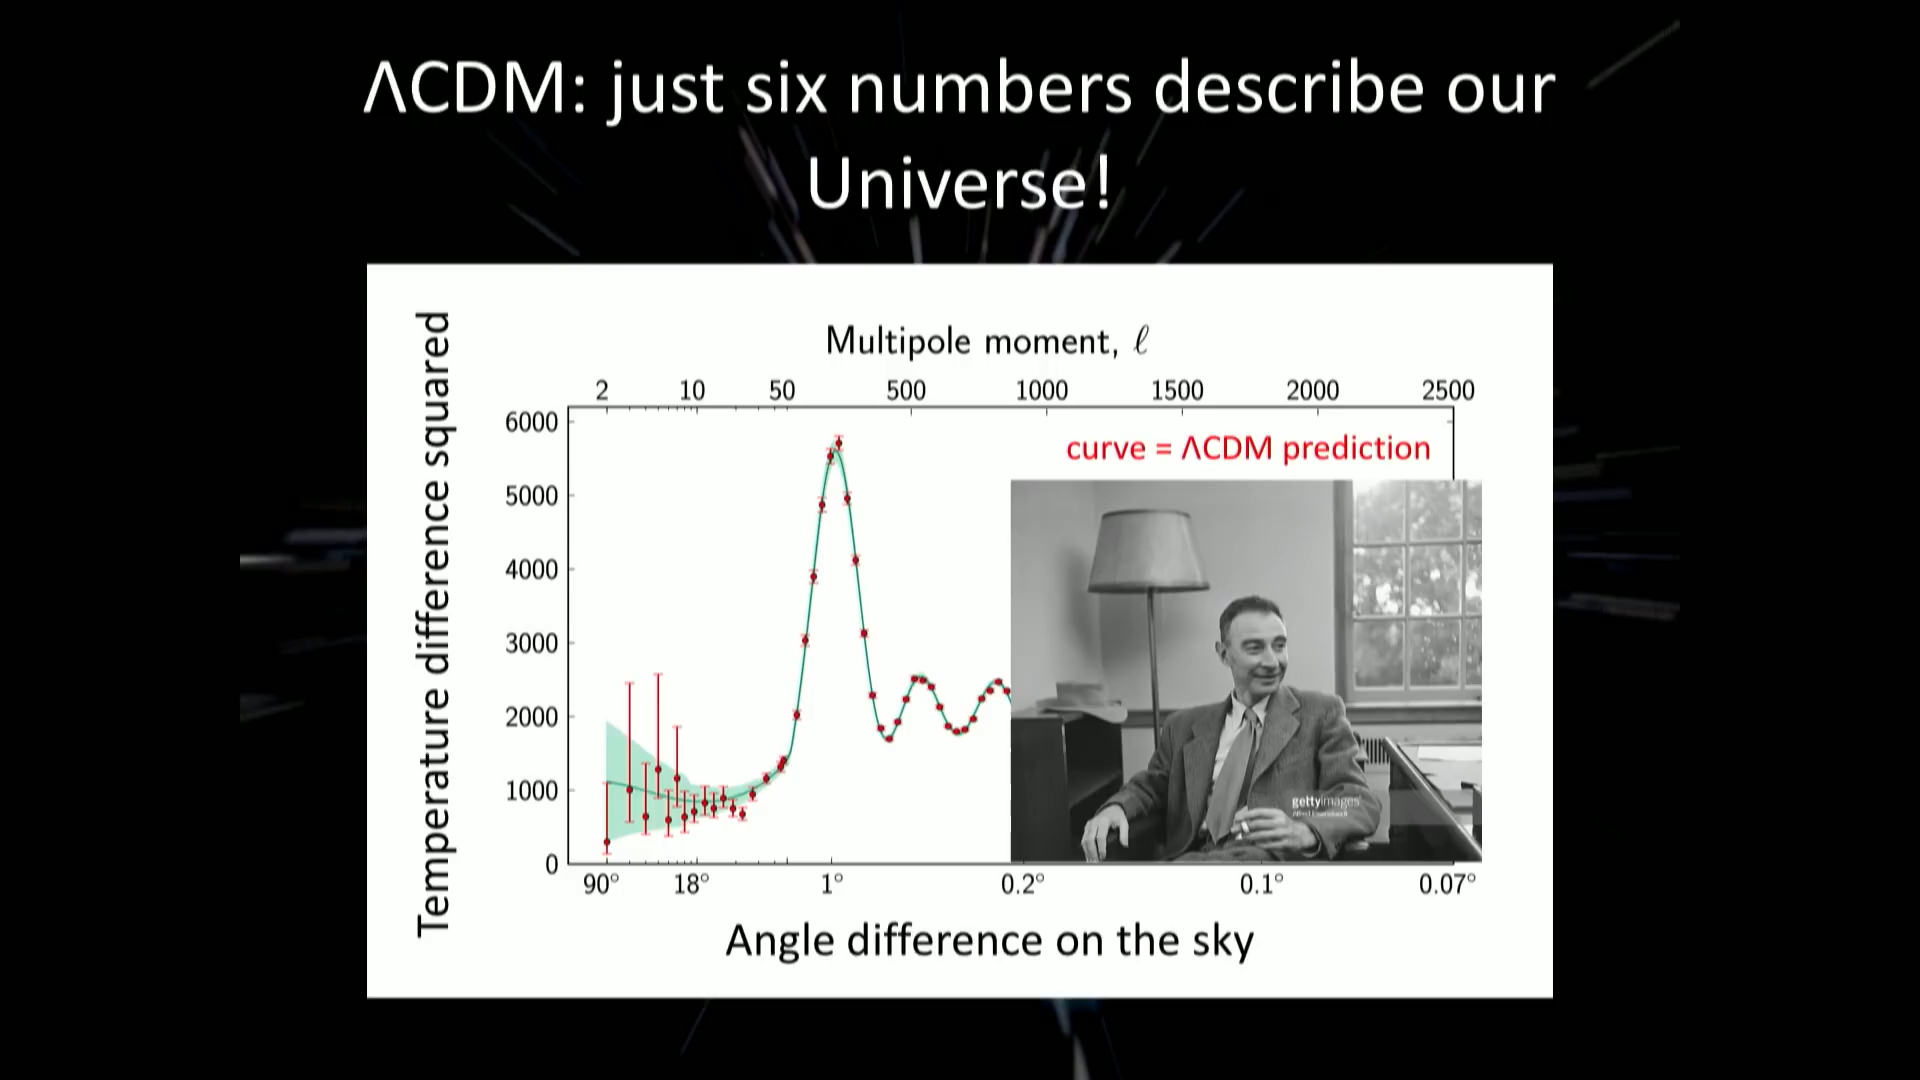 ΛCDM: just six numbers describe our
Universe!
Temperature difference squared
Multipole moment, ℓ
2 10 50 500 1000 1500 2000 2500
6000
5000
4000
3000
2000
1000
0
curve = ΛCDM prediction
gettyimages
90° 18° 1° 0.2° 0.1° 0.07°
Angle difference on the sky